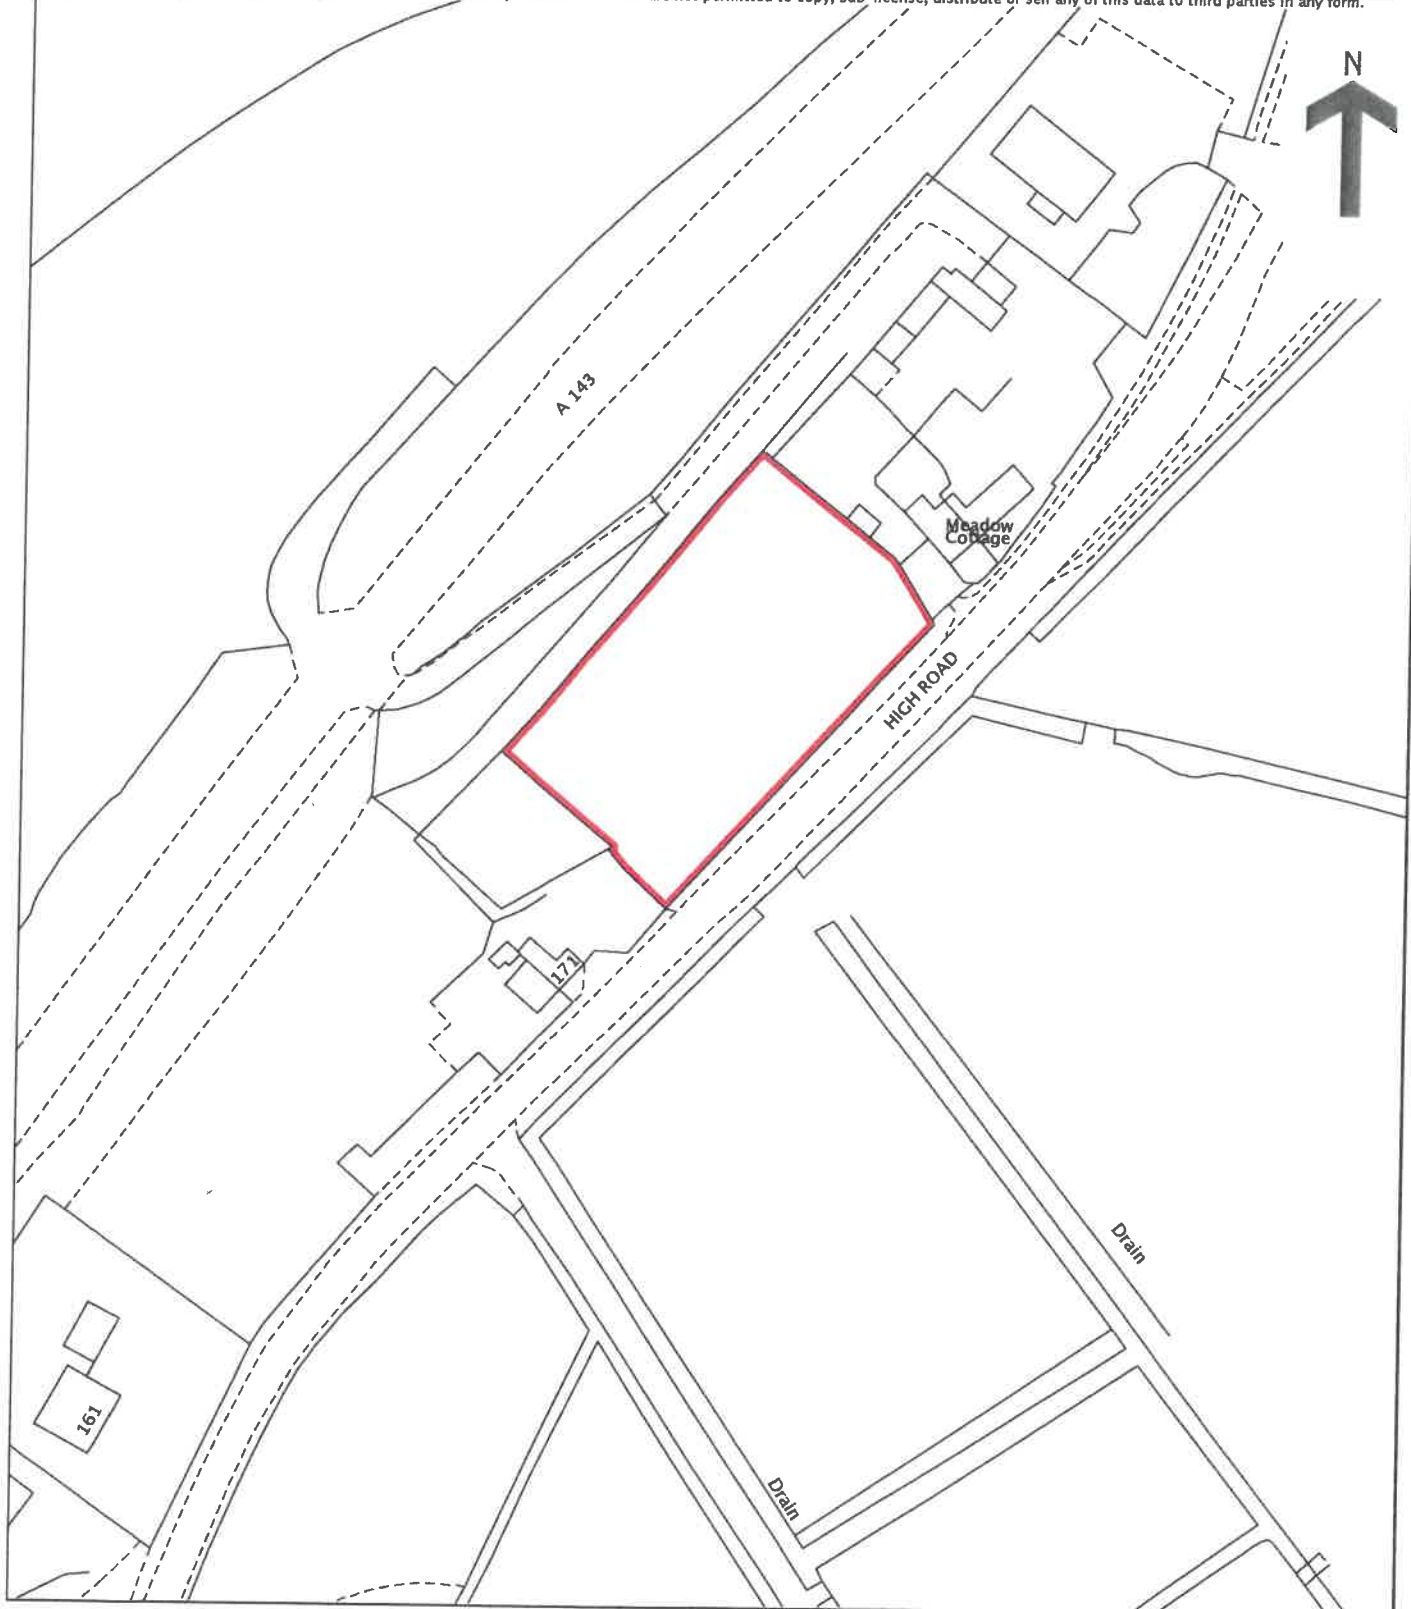 not permitted to copy, sub-license, distribute or sell any of this data to third parties in any form.
N
A 143
Meadow
Cottage
HIGH ROAD
171
Drain
161
Drain